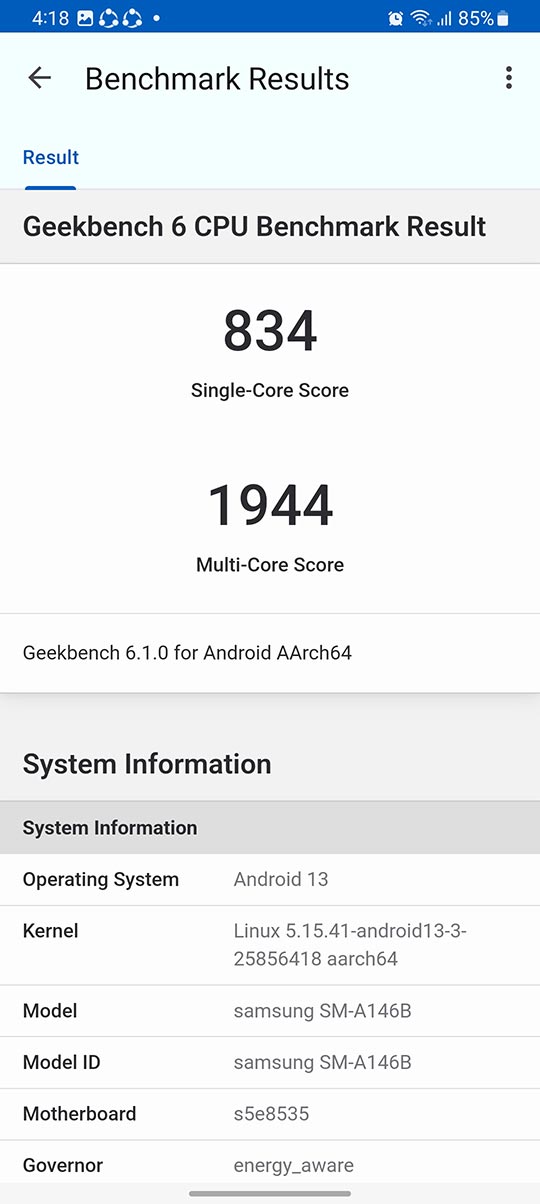 4:18 85%
Benchmark Results
Result
Geekbench 6 CPU Benchmark Result
834
Single-Core Score
1944
Multi-Core Score
Geekbench 6.1.0 for Android AArch64
System Information
System Information
Operating System Android 13
Kernel Linux 5.15.41-android13-3-
25856418 aarch64
Model samsung SM-A146B
Model ID samsung SM-A146B
Motherboard s5e8535
Governor energy_aware